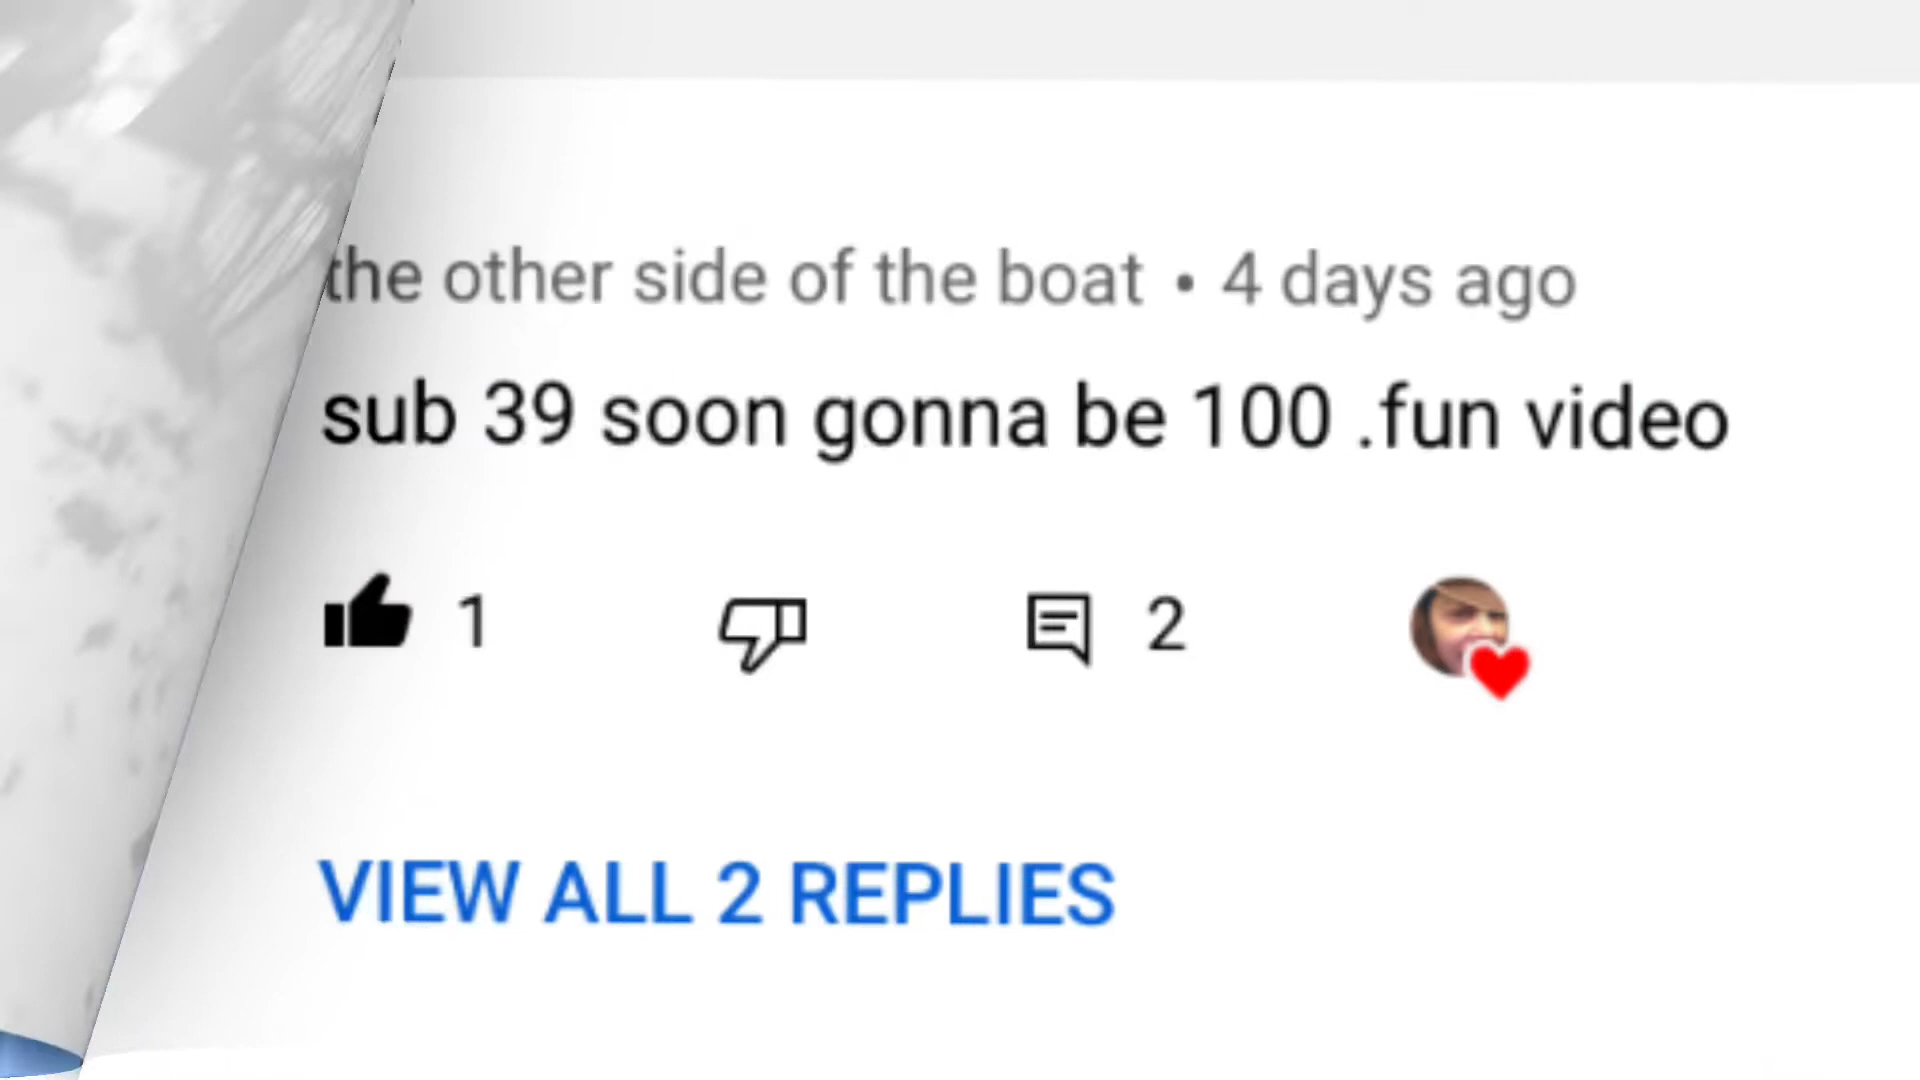 the other side of the boat • 4 days ago
sub 39 soon gonna be 100 .fun video
1
2
VIEW ALL 2 REPLIES